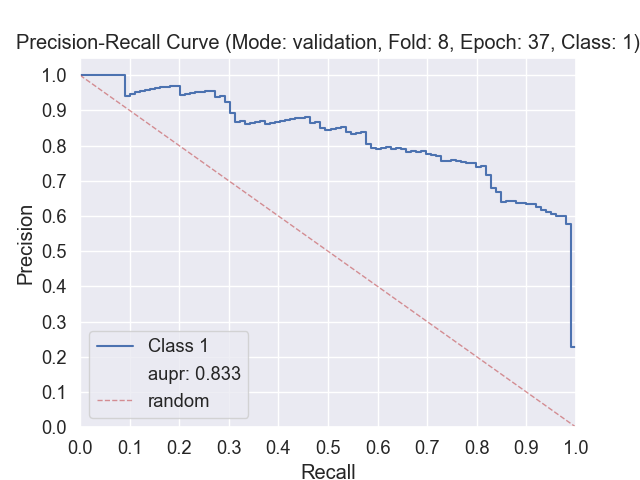 Precision-Recall Curve (Mode: validation, Fold: 8, Epoch: 37, Class: 1)
1.0
0.9
0.8
0.7
0.6
0.5
0.4
0.3
0.2
0.1
0.0
Precision
Class 1
aupr: 0.833
random
0.0 0.1 0.2 0.3 0.4 0.5 0.6 0.7 0.8 0.9 1.0
Recall